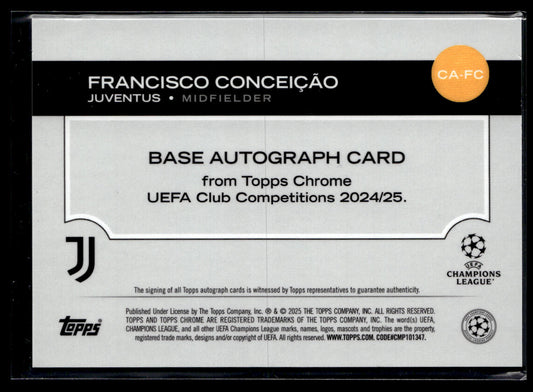 CA-FC
FRANCISCO CONCEIÇÃO
JUVENTUS • MIDFIELDER
BASE AUTOGRAPH CARD
from Topps Chrome
UEFA Club Competitions 2024/25.
UEFA
CHAMPIONS
LEAGUE®
The signing of all Topps autograph cards is witnessed by Topps representatives to guarantee authenticity.
topps
Published Under License by The Topps Company, Inc. ® & © 2025 THE TOPPS COMPANY, INC. ALL RIGHTS RESERVED.
TOPPS AND TOPPS CHROME ARE REGISTERED TRADEMARKS OF THE TOPPS COMPANY, INC. The word(s) UEFA,
CHAMPIONS LEAGUE, and all other UEFA Champions League marks, names, logos, mascots and trophies are the property,
registered trade mark, designs and/or copyright of UEFA. All rights reserved. WWW.TOPPS.COM. CODE#CMP101347.